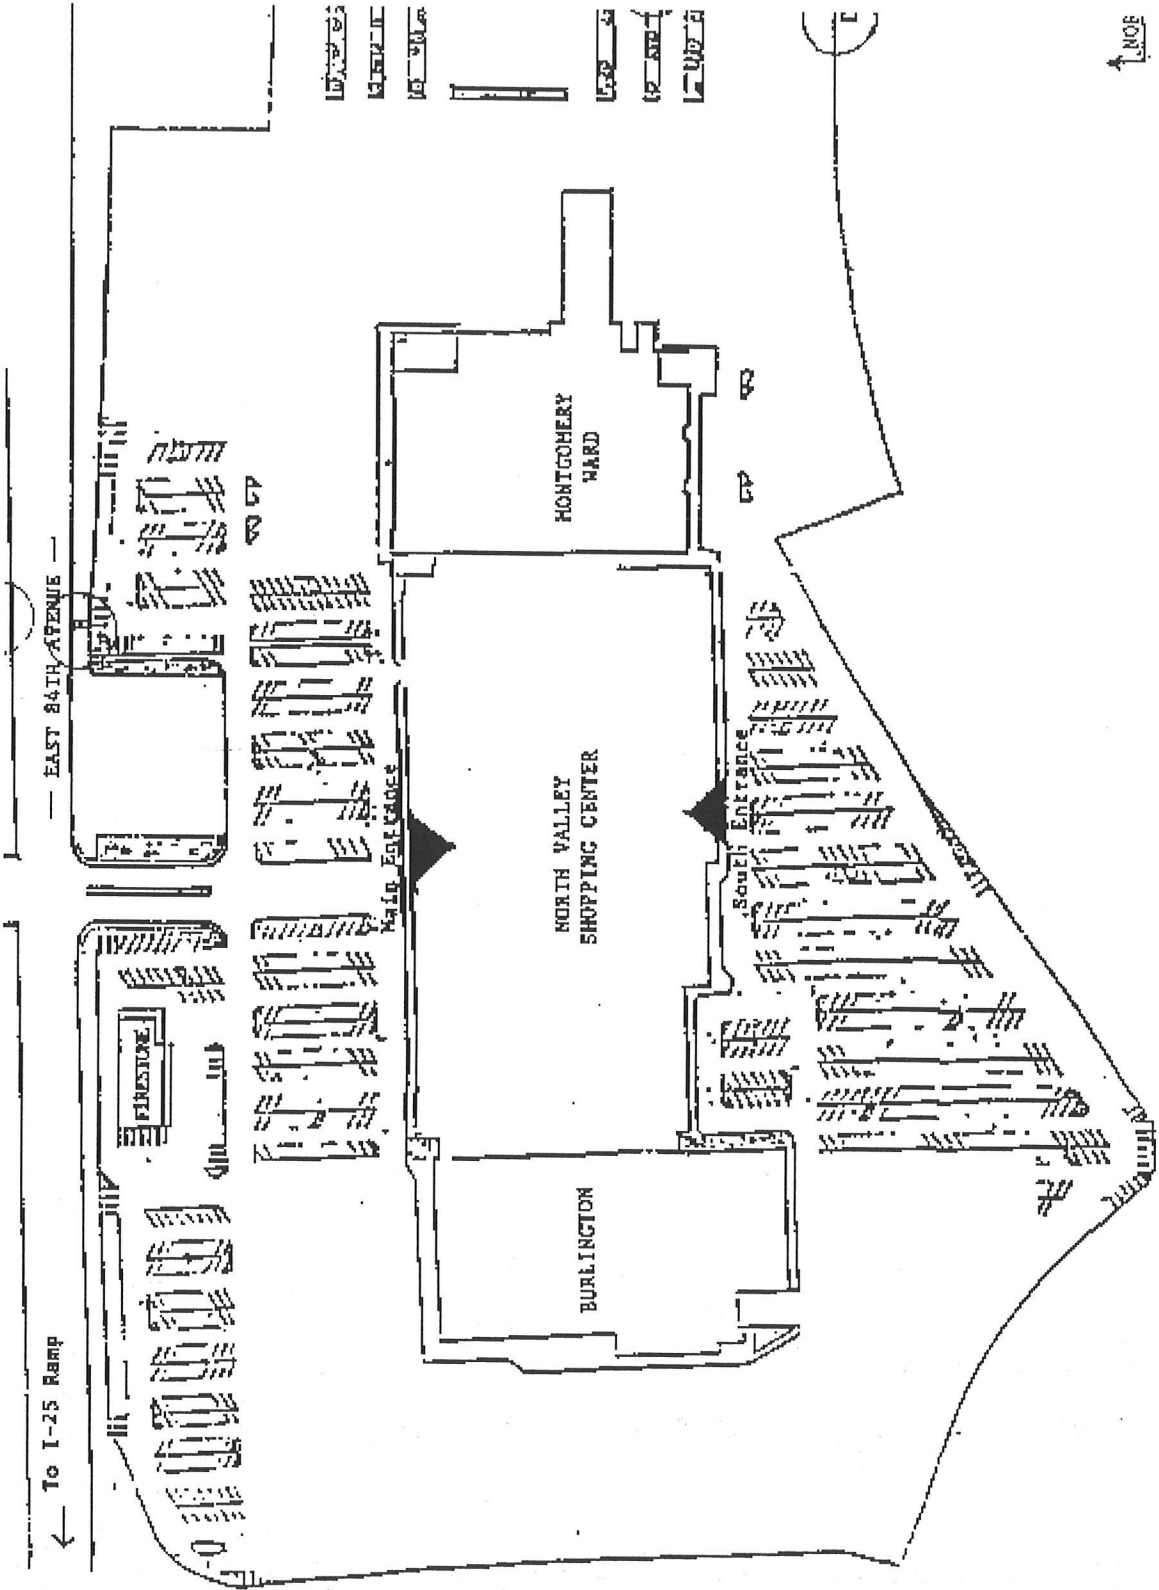 — EAST 84TH AVENUE —
← To I-25 Ramp
FIRESTONE
Main Entrance
BURLINGTON
NORTH VALLEY
SHOPPING CENTER
MONTGOMERY
WARD
South Entrance